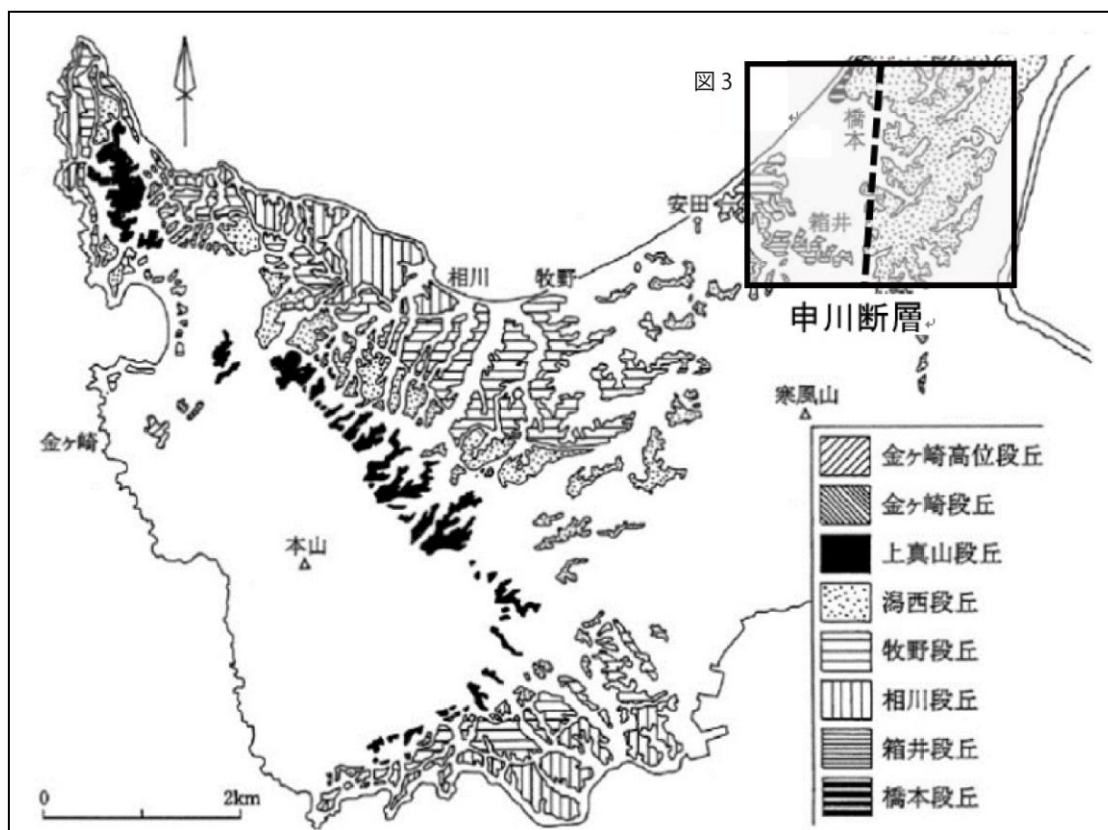 図3
橋本
安田
箱井
相川
牧野
申川断層
寒風山
金ヶ崎
本山
金ヶ崎高位段丘
金ヶ崎段丘
上真山段丘
潟西段丘
牧野段丘
相川段丘
箱井段丘
橋本段丘
0 2km